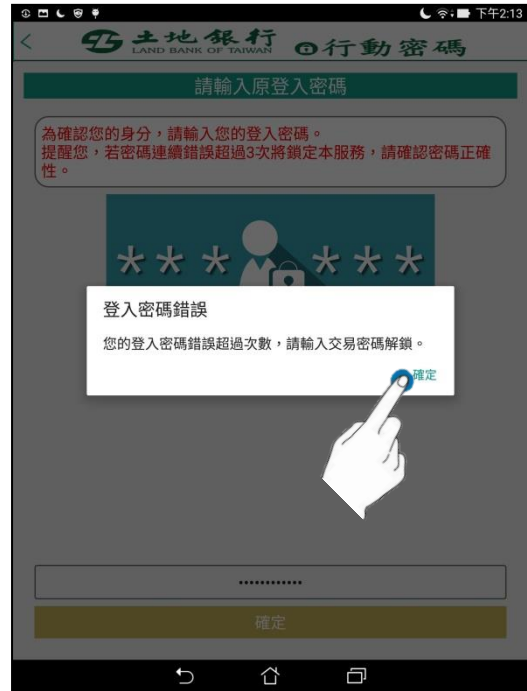 下午2:13
土地銀行
LAND BANK OF TAIWAN
行動密碼
請輸入原登入密碼
為確認您的身分，請輸入您的登入密碼。
提醒您，若密碼連續錯誤超過3次將鎖定本服務，請確認密碼正確
性。
***
***
登入密碼錯誤
您的登入密碼錯誤超過次數，請輸入交易密碼解鎖。
確定
••••••••••••
確定